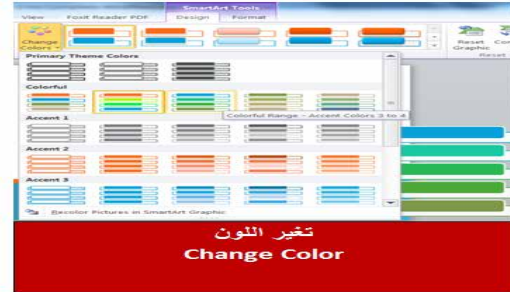 SmartArt Tools
View Foxit Reader PDF Design Format
Change Colors
Reset Graphic
Reset
Primary Theme Colors
Colorful
Colorful Range - Accent Colors 3 to 4
Accent 1
Accent 2
Accent 3
Recolor Pictures in SmartArt Graphic
تغير اللون
Change Color